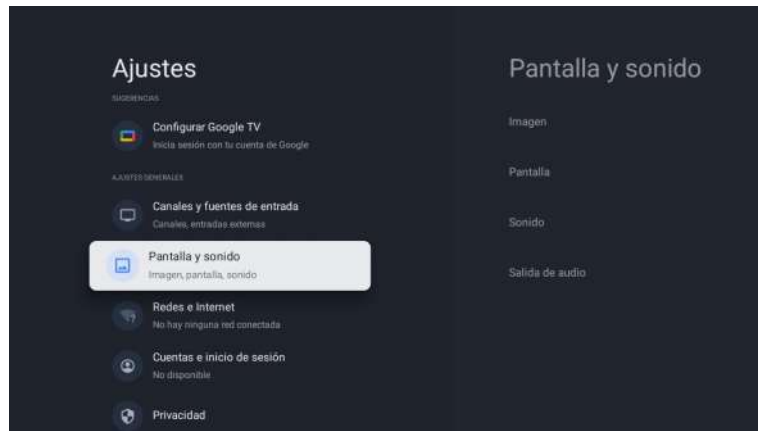 Ajustes
SUGERENCIAS
Configurar Google TV
Inicia sesión con tu cuenta de Google
AJUSTES GENERALES
Canales y fuentes de entrada
Canales, entradas externas
Pantalla y sonido
Imagen, pantalla, sonido
Redes e Internet
No hay ninguna red conectada
Cuentas e inicio de sesión
No disponible
Privacidad
Pantalla y sonido
Imagen
Pantalla
Sonido
Salida de audio